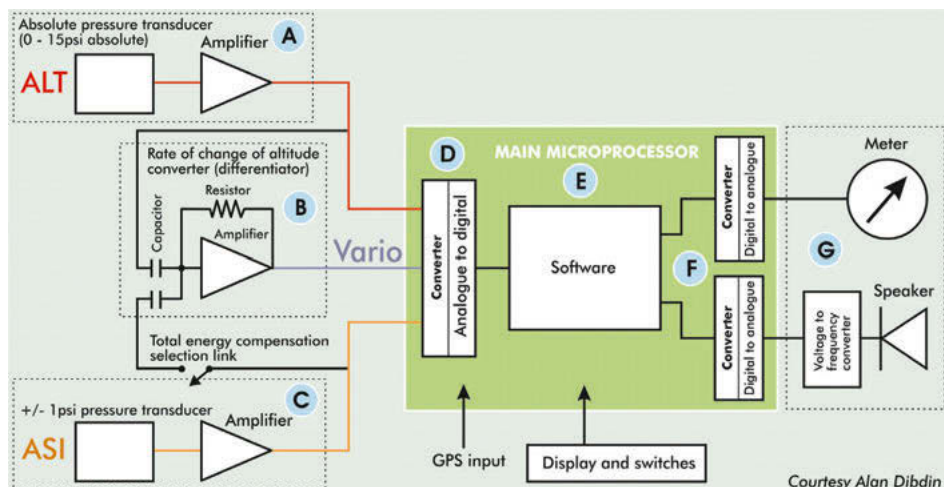 Absolute pressure transducer
(0 - 15psi absolute)
Amplifier
A
ALT
Rate of change of altitude
converter (differentiator)
Resistor
Capacitor
Amplifier
B
Vario
Total energy compensation
selection link
+/- 1psi pressure transducer
Amplifier
C
ASI
MAIN MICROPROCESSOR
D
Converter
Analogue to digital
E
Software
F
Converter
Digital to analogue
Converter
Digital to analogue
GPS input
Display and switches
Meter
G
Voltage to
frequency
converter
Speaker
Courtesy Alan Dibdin